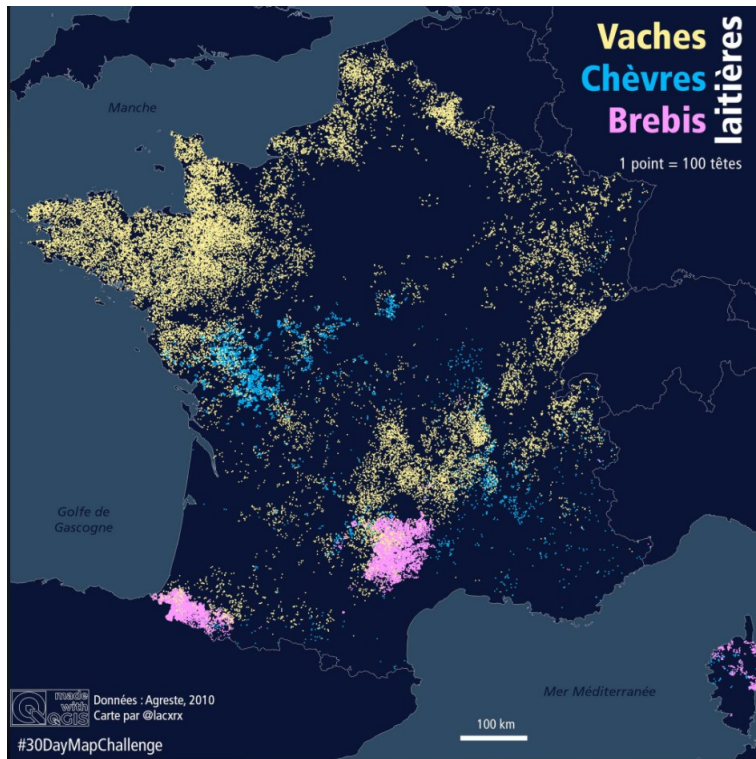 Vaches
Chèvres
Brebis
laitières
1 point = 100 têtes
Manche
Golfe de
Gascogne
Mer Méditerranée
made
with
QGIS
Données : Agreste, 2010
Carte par @lacxrx
100 km
#30DayMapChallenge